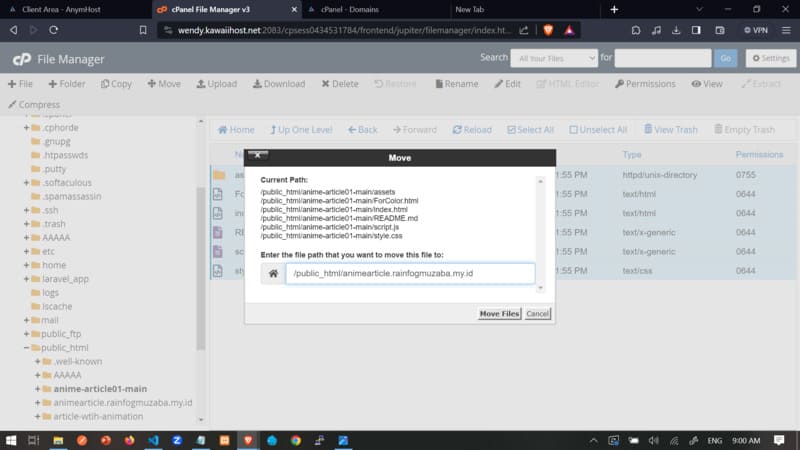 Client Area - AnymHost
cPanel File Manager v3
cPanel - Domains
New Tab
wendy.kawaiihost.net:2083/cpsess0434531784/frontend/jupiter/filemanager/index.ht...
VPN
File Manager
Search
All Your Files
for
Go
Settings
File
Folder
Copy
Move
Upload
Download
Delete
Restore
Rename
Edit
HTML Editor
Permissions
View
Extract
Compress
Home
Up One Level
Back
Forward
Reload
Select All
Unselect All
View Trash
Empty Trash
.cphorde
.gnupg
.htpasswds
.putty
.softaculous
.spamassassin
.ssh
.trash
AAAAA
etc
home
laravel_app
logs
lscache
mail
public_ftp
public_html
.well-known
AAAAA
anime-article01-main
animearticle.rainfogmuzaba.my.id
article-wtih-animation
Type
Permissions
as
1:55 PM
httpd/unix-directory
0755
Fo
1:55 PM
text/html
0644
ind
1:55 PM
text/html
0644
RE
1:55 PM
text/x-generic
0644
scr
1:55 PM
text/x-generic
0644
sty
1:55 PM
text/css
0644
Move
Current Path:
/public_html/anime-article01-main/assets
/public_html/anime-article01-main/ForColor.html
/public_html/anime-article01-main/index.html
/public_html/anime-article01-main/README.md
/public_html/anime-article01-main/script.js
/public_html/anime-article01-main/style.css
Enter the file path that you want to move this file to:
/public_html/animearticle.rainfogmuzaba.my.id
Move Files
Cancel
ENG
9:00 AM